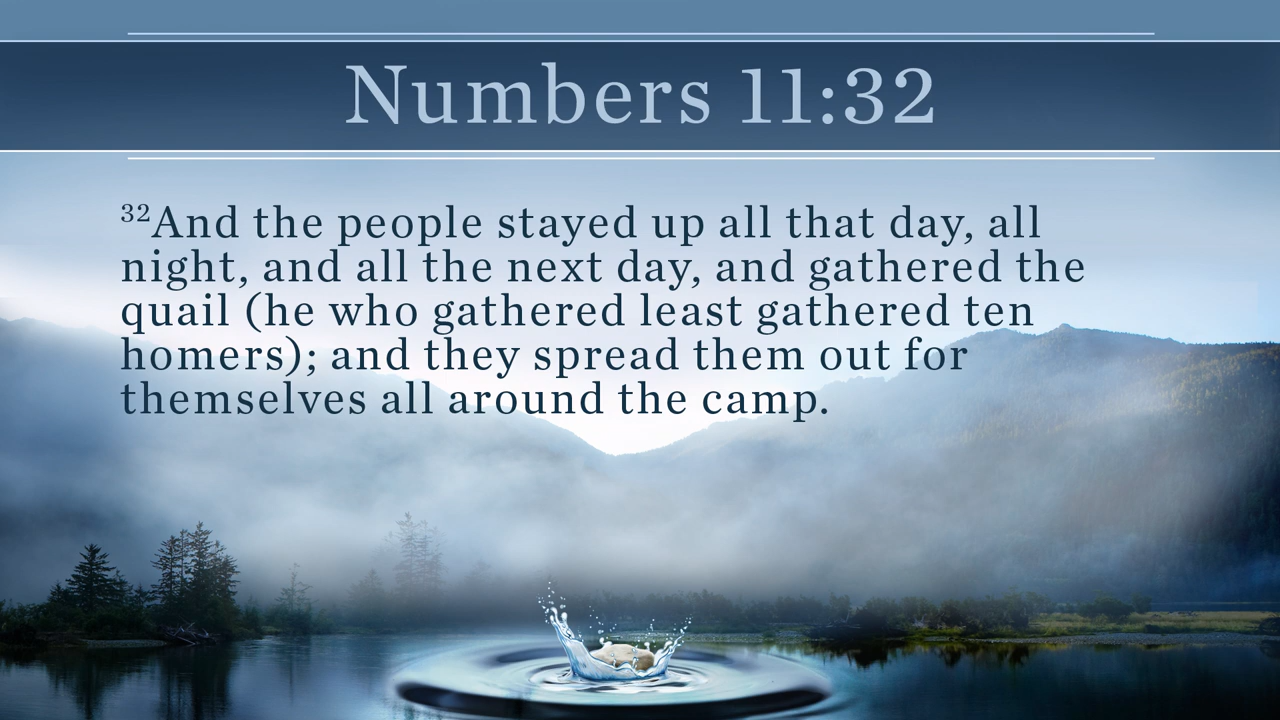 Numbers 11:32
32And the people stayed up all that day, all
night, and all the next day, and gathered the
quail (he who gathered least gathered ten
homers); and they spread them out for
themselves all around the camp.